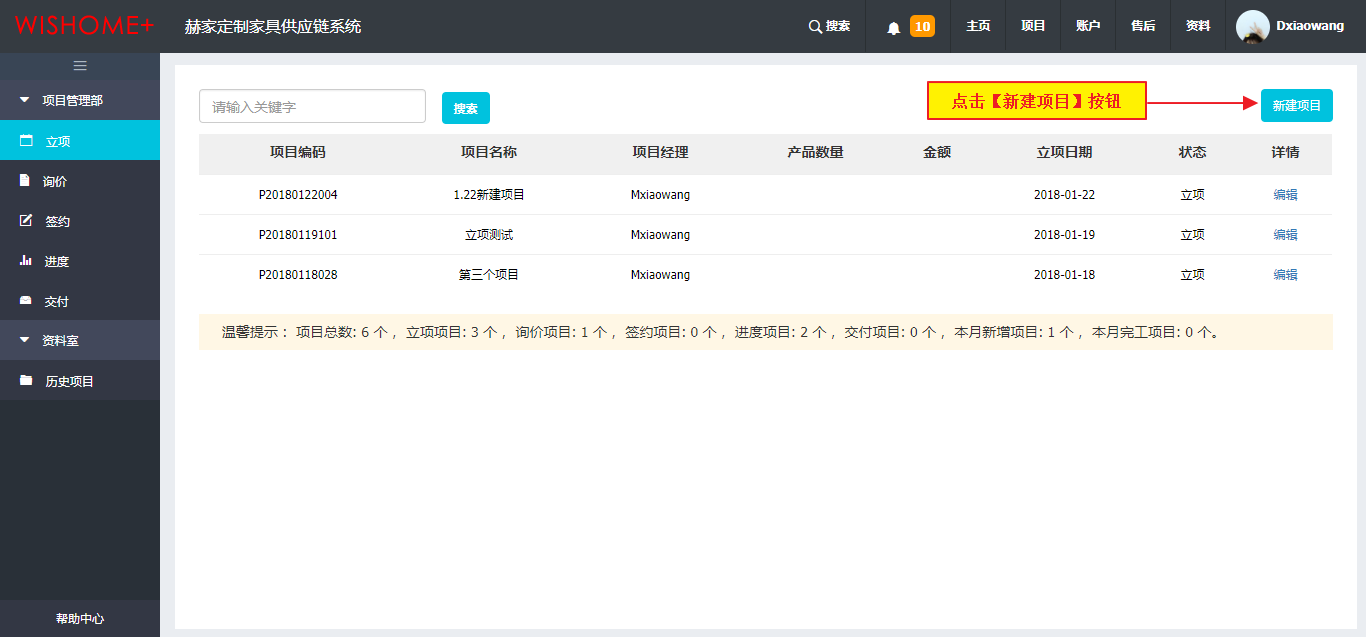 WISHOME+
赫家定制家具供应链系统
搜索
10
主页
项目
账户
售后
资料
Dxiaowang
项目管理部
立项
询价
签约
进度
交付
资料室
历史项目
帮助中心
请输入关键字
搜索
点击【新建项目】按钮
新建项目
项目编码 项目名称 项目经理 产品数量 金额 立项日期 状态 详情
P20180122004 1.22新建项目 Mxiaowang 2018-01-22 立项 编辑
P20180119101 立项测试 Mxiaowang 2018-01-19 立项 编辑
P20180118028 第三个项目 Mxiaowang 2018-01-18 立项 编辑
温馨提示 ： 项目总数: 6 个， 立项项目: 3 个， 询价项目: 1 个， 签约项目: 0 个， 进度项目: 2 个， 交付项目: 0 个， 本月新增项目: 1 个， 本月完工项目: 0 个。